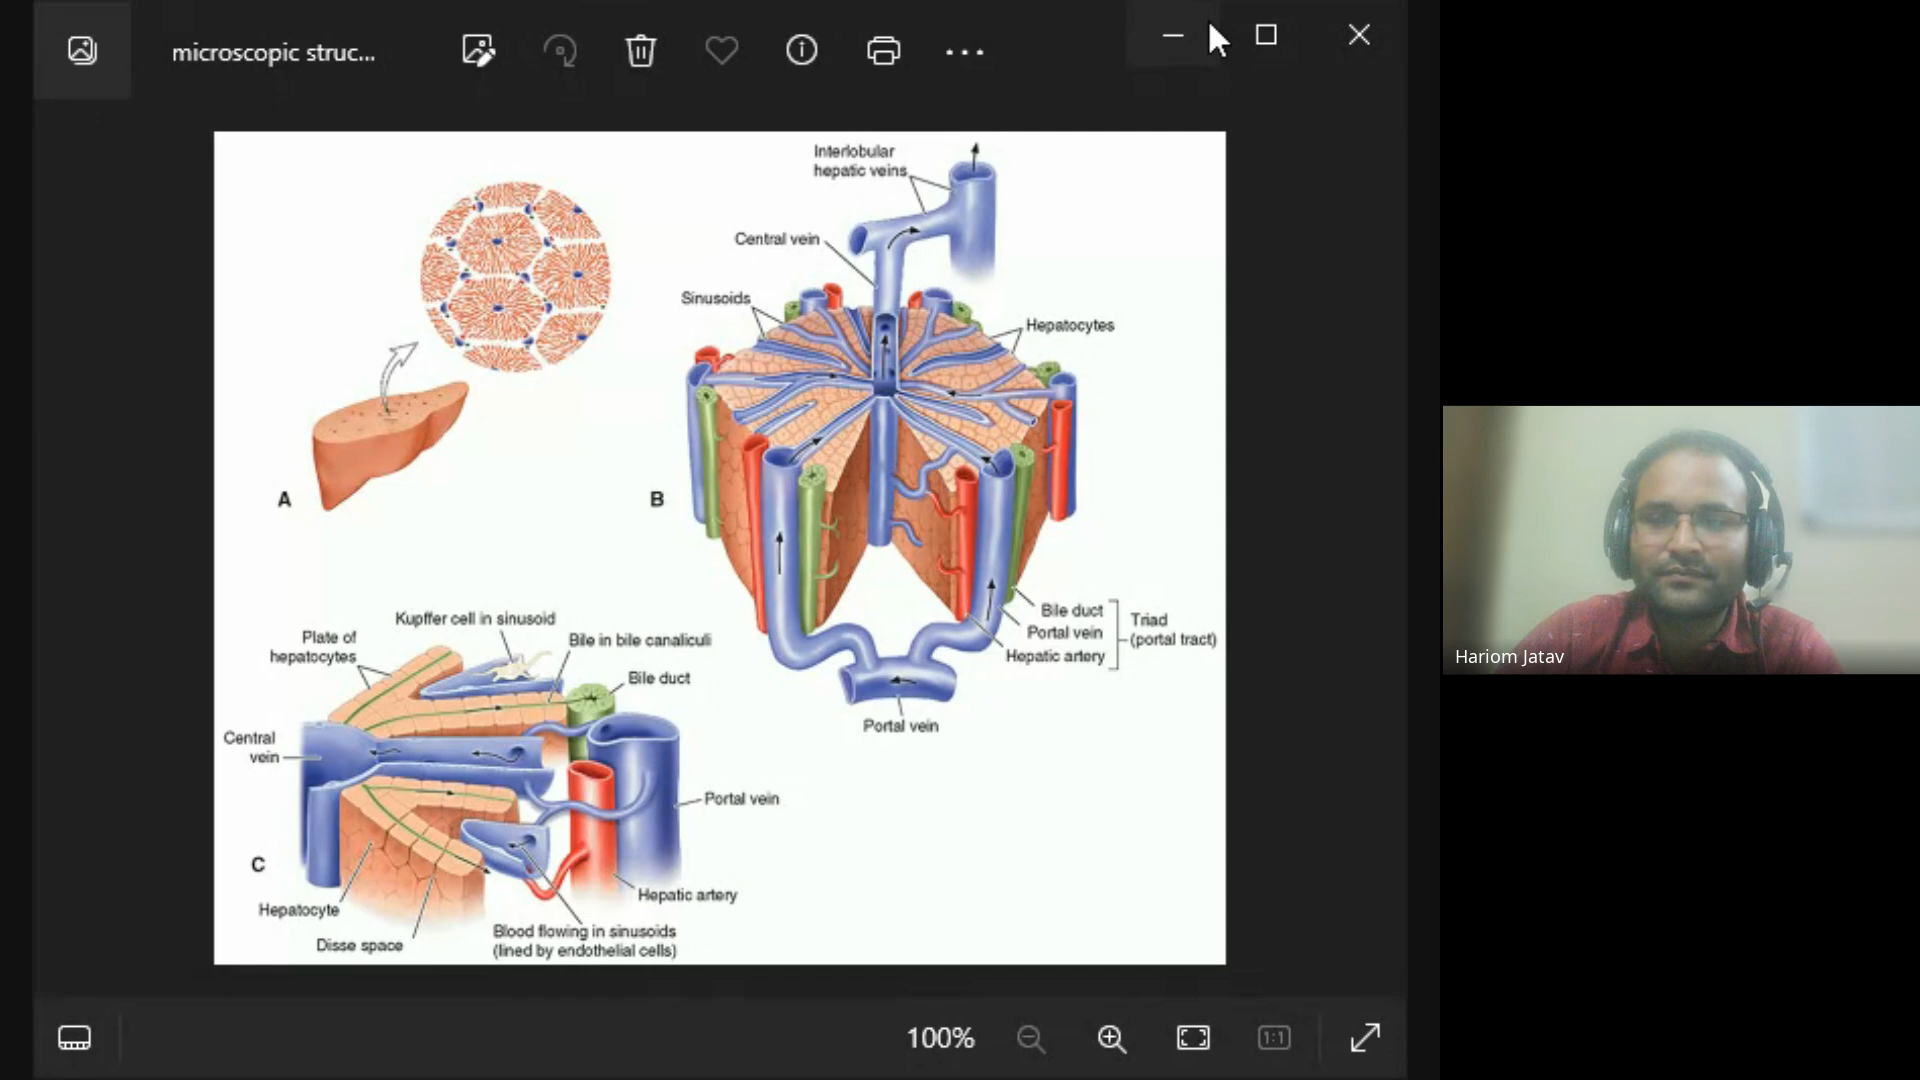 microscopic struc...
Interlobular
hepatic veins
Central vein
Sinusoids
Hepatocytes
A
B
Bile duct
Portal vein
Hepatic artery
Triad
(portal tract)
Portal vein
Kupffer cell in sinusoid
Plate of
hepatocytes
Bile in bile canaliculi
Bile duct
Central
vein
Portal vein
C
Hepatic artery
Hepatocyte
Disse space
Blood flowing in sinusoids
(lined by endothelial cells)
Hariom Jatav
100%
1:1